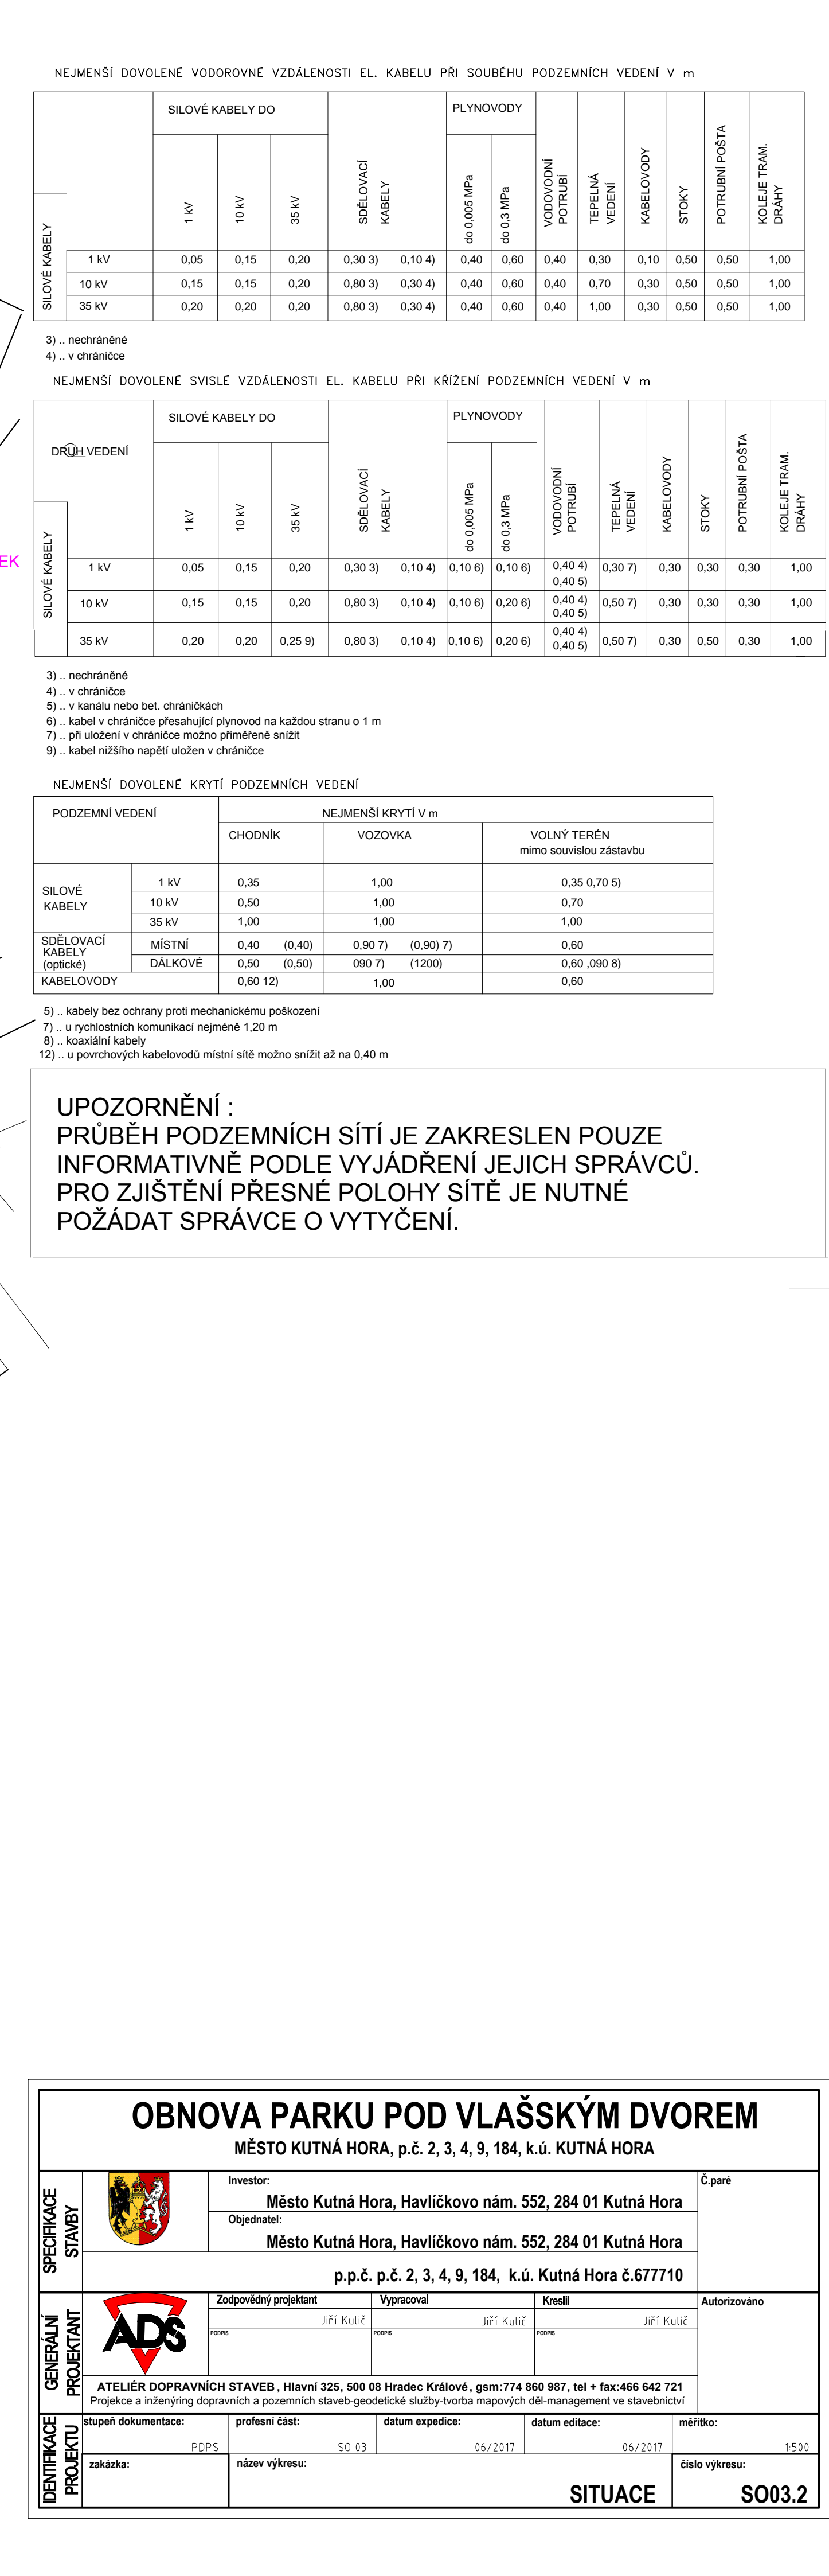 NEJMENŠÍ DOVOLENÉ VODOROVNÉ VZDÁLENOSTI EL. KABELU PŘI SOUBĚHU PODZEMNÍCH VEDENÍ V m
SILOVÉ KABELY DO
PLYNOVODY
1 kV
10 kV
35 kV
SDĚLOVACÍ
KABELY
do 0,005 MPa
do 0,3 MPa
VODOVODNÍ
POTRUBÍ
TEPELNÁ
VEDENÍ
KABELOVODY
STOKY
POTRUBNÍ POŠTA
KOLEJE TRAM.
DRÁHY
SILOVÉ KABELY
1 kV 0,05 0,15 0,20 0,30 3) 0,10 4) 0,40 0,60 0,40 0,30 0,10 0,50 0,50 1,00
10 kV 0,15 0,15 0,20 0,80 3) 0,30 4) 0,40 0,60 0,40 0,70 0,30 0,50 0,50 1,00
35 kV 0,20 0,20 0,20 0,80 3) 0,30 4) 0,40 0,60 0,40 1,00 0,30 0,50 0,50 1,00
3) .. nechráněné
4) .. v chráničce
NEJMENŠÍ DOVOLENÉ SVISLÉ VZDÁLENOSTI EL. KABELU PŘI KŘÍŽENÍ PODZEMNÍCH VEDENÍ V m
SILOVÉ KABELY DO
PLYNOVODY
DRUH VEDENÍ
1 kV
10 kV
35 kV
SDĚLOVACÍ
KABELY
do 0,005 MPa
do 0,3 MPa
VODOVODNÍ
POTRUBÍ
TEPELNÁ
VEDENÍ
KABELOVODY
STOKY
POTRUBNÍ POŠTA
KOLEJE TRAM.
DRÁHY
EK
SILOVÉ KABELY
1 kV 0,05 0,15 0,20 0,30 3) 0,10 4) 0,10 6) 0,10 6) 0,40 4) 0,30 7) 0,30 0,30 0,30 1,00
0,40 5)
10 kV 0,15 0,15 0,20 0,80 3) 0,10 4) 0,10 6) 0,20 6) 0,40 4) 0,50 7) 0,30 0,30 0,30 1,00
0,40 5)
35 kV 0,20 0,20 0,25 9) 0,80 3) 0,10 4) 0,10 6) 0,20 6) 0,40 4) 0,50 7) 0,30 0,50 0,30 1,00
0,40 5)
3) .. nechráněné
4) .. v chráničce
5) .. v kanálu nebo bet. chráničkách
6) .. kabel v chráničce přesahující plynovod na každou stranu o 1 m
7) .. při uložení v chráničce možno přiměřeně snížit
9) .. kabel nižšího napětí uložen v chráničce
NEJMENŠÍ DOVOLENÉ KRYTÍ PODZEMNÍCH VEDENÍ
PODZEMNÍ VEDENÍ NEJMENŠÍ KRYTÍ V m
CHODNÍK VOZOVKA VOLNÝ TERÉN
mimo souvislou zástavbu
SILOVÉ
KABELY
1 kV 0,35 1,00 0,35 0,70 5)
10 kV 0,50 1,00 0,70
35 kV 1,00 1,00 1,00
SDĚLOVACÍ
KABELY
(optické)
MÍSTNÍ 0,40 (0,40) 0,90 7) (0,90) 7) 0,60
DÁLKOVÉ 0,50 (0,50) 090 7) (1200) 0,60 ,090 8)
KABELOVODY 0,60 12) 1,00 0,60
5) .. kabely bez ochrany proti mechanickému poškození
7) .. u rychlostních komunikací nejméně 1,20 m
8) .. koaxiální kabely
12) .. u povrchových kabelovodů místní sítě možno snížit až na 0,40 m
UPOZORNĚNÍ :
PRŮBĚH PODZEMNÍCH SÍTÍ JE ZAKRESLEN POUZE
INFORMATIVNĚ PODLE VYJÁDŘENÍ JEJICH SPRÁVCŮ.
PRO ZJIŠTĚNÍ PŘESNÉ POLOHY SÍTĚ JE NUTNÉ
POŽÁDAT SPRÁVCE O VYTYČENÍ.
OBNOVA PARKU POD VLAŠSKÝM DVOREM
MĚSTO KUTNÁ HORA, p.č. 2, 3, 4, 9, 184, k.ú. KUTNÁ HORA
SPECIFIKACE
STAVBY
Investor:
Město Kutná Hora, Havlíčkovo nám. 552, 284 01 Kutná Hora
Objednatel:
Město Kutná Hora, Havlíčkovo nám. 552, 284 01 Kutná Hora
p.p.č. p.č. 2, 3, 4, 9, 184, k.ú. Kutná Hora č.677710
Č.paré
GENERÁLNÍ
PROJEKTANT
ADS
Zodpovědný projektant Vypracoval Kreslil Autorizováno
Jiří Kulič Jiří Kulič Jiří Kulič
PODPIS PODPIS PODPIS
ATELIÉR DOPRAVNÍCH STAVEB , Hlavní 325, 500 08 Hradec Králové , gsm:774 860 987, tel + fax:466 642 721
Projekce a inženýring dopravních a pozemních staveb-geodetické služby-tvorba mapových děl-management ve stavebnictví
IDENTIFIKACE
PROJEKTU
stupeň dokumentace: profesní část: datum expedice: datum editace: měřítko:
PDPS SO 03 06/2017 06/2017 1:500
zakázka: název výkresu: číslo výkresu:
SITUACE SO03.2